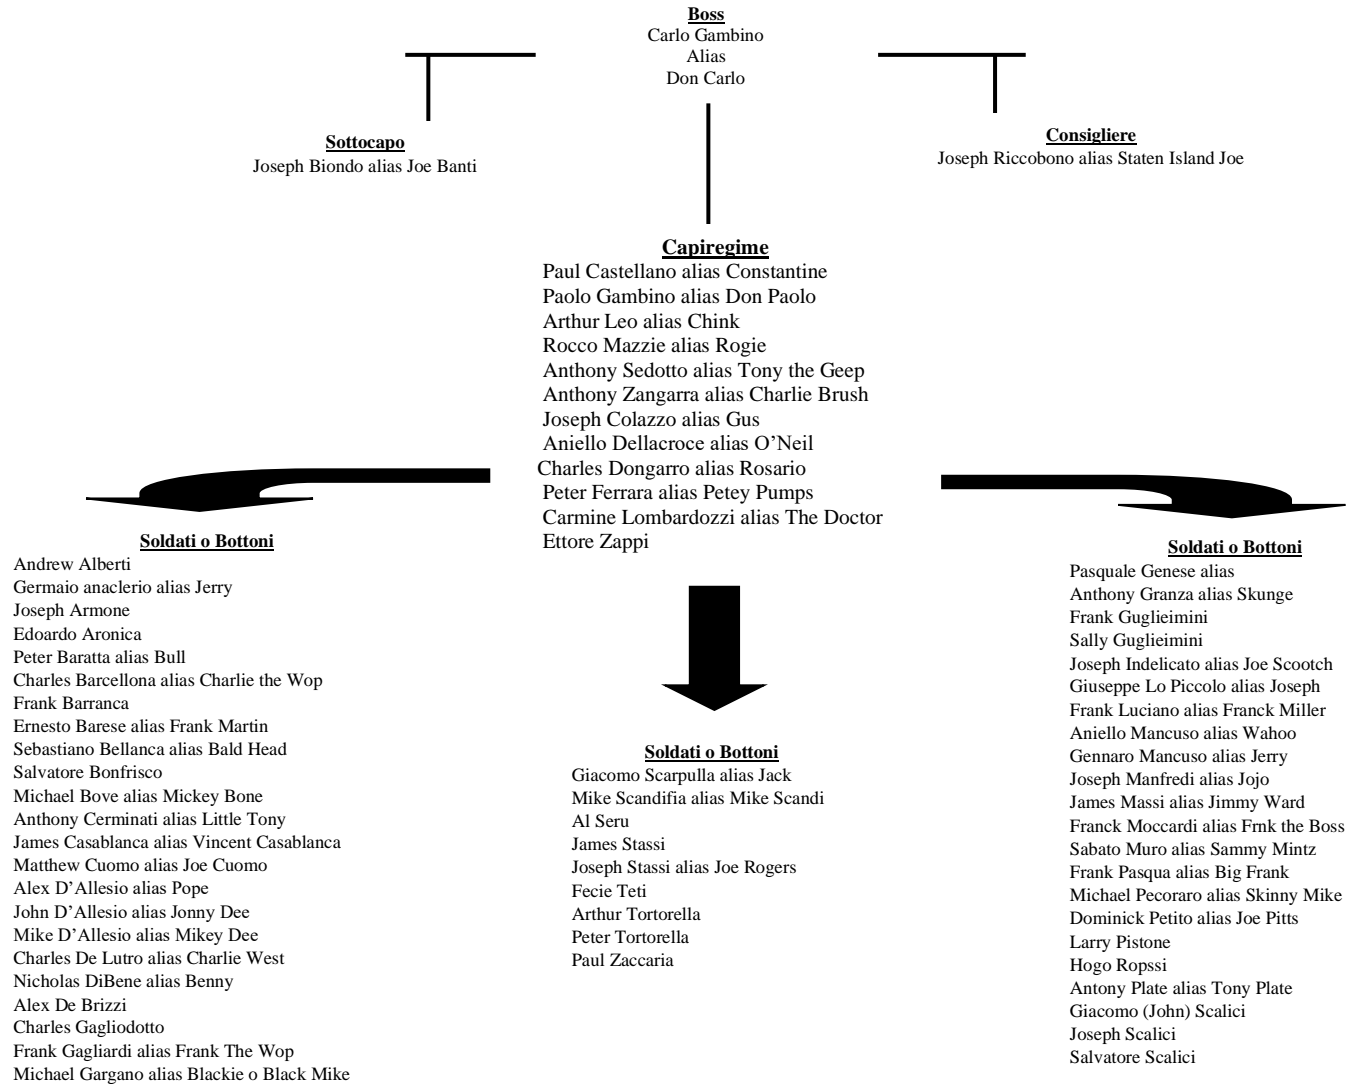 Boss
Carlo Gambino
Alias
Don Carlo
Sottocapo
Joseph Biondo alias Joe Banti
Consigliere
Joseph Riccobono alias Staten Island Joe
Capiregime
Paul Castellano alias Constantine
Paolo Gambino alias Don Paolo
Arthur Leo alias Chink
Rocco Mazzie alias Rogie
Anthony Sedotto alias Tony the Geep
Anthony Zangarra alias Charlie Brush
Joseph Colazzo alias Gus
Aniello Dellacroce alias O’Neil
Charles Dongarro alias Rosario
Peter Ferrara alias Petey Pumps
Carmine Lombardozzi alias The Doctor
Ettore Zappi
Soldati o Bottoni
Andrew Alberti
Germaio anaclerio alias Jerry
Joseph Armone
Edoardo Aronica
Peter Baratta alias Bull
Charles Barcellona alias Charlie the Wop
Frank Barranca
Ernesto Barese alias Frank Martin
Sebastiano Bellanca alias Bald Head
Salvatore Bonfrisco
Michael Bove alias Mickey Bone
Anthony Cerminati alias Little Tony
James Casablanca alias Vincent Casablanca
Matthew Cuomo alias Joe Cuomo
Alex D’Allesio alias Pope
John D’Allesio alias Jonny Dee
Mike D’Allesio alias Mikey Dee
Charles De Lutro alias Charlie West
Nicholas DiBene alias Benny
Alex De Brizzi
Charles Gagliodotto
Frank Gagliardi alias Frank The Wop
Michael Gargano alias Blackie o Black Mike
Soldati o Bottoni
Giacomo Scarpulla alias Jack
Mike Scandifia alias Mike Scandi
Al Seru
James Stassi
Joseph Stassi alias Joe Rogers
Fecie Teti
Arthur Tortorella
Peter Tortorella
Paul Zaccaria
Soldati o Bottoni
Pasquale Genese alias
Anthony Granza alias Skunge
Frank Guglieimini
Sally Guglieimini
Joseph Indelicato alias Joe Scootch
Giuseppe Lo Piccolo alias Joseph
Frank Luciano alias Franck Miller
Aniello Mancuso alias Wahoo
Gennaro Mancuso alias Jerry
Joseph Manfredi alias Jojo
James Massi alias Jimmy Ward
Franck Moccardi alias Frnk the Boss
Sabato Muro alias Sammy Mintz
Frank Pasqua alias Big Frank
Michael Pecoraro alias Skinny Mike
Dominick Petito alias Joe Pitts
Larry Pistone
Hogo Ropssi
Antony Plate alias Tony Plate
Giacomo (John) Scalici
Joseph Scalici
Salvatore Scalici